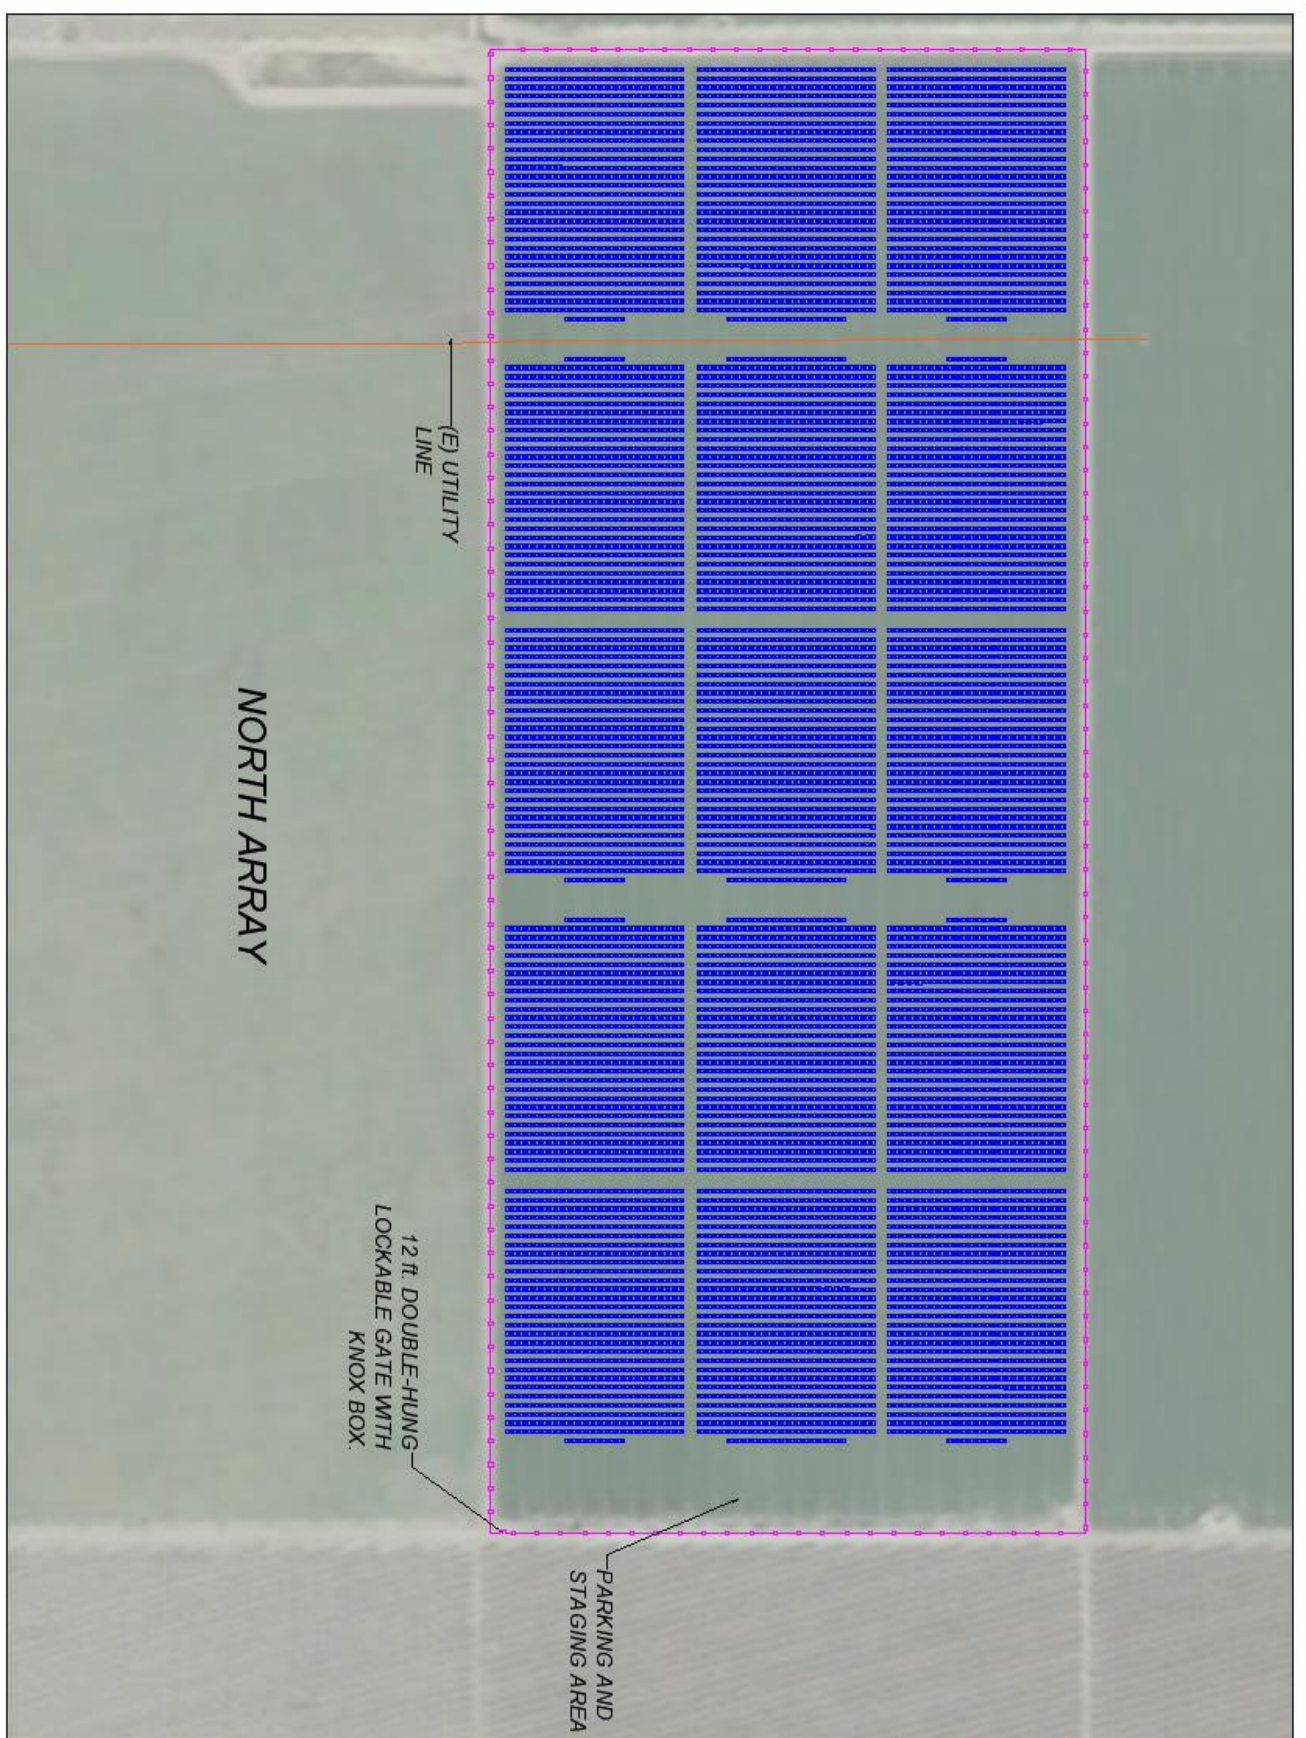 (E) UTILITY
LINE
NORTH ARRAY
12 ft. DOUBLE-HUNG
LOCKABLE GATE WITH
KNOX BOX.
PARKING AND
STAGING AREA